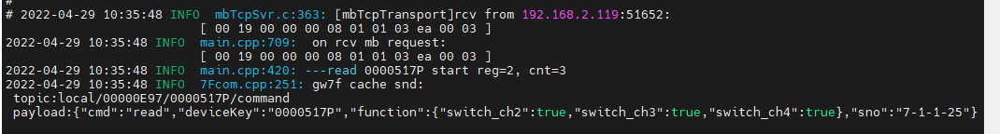 #
# 2022-04-29 10:35:48 INFO mbTcpSvr.c:363: [mbTcpTransport]rcv from 192.168.2.119:51652:
[ 00 19 00 00 00 08 01 01 03 ea 00 03 ]
2022-04-29 10:35:48 INFO main.cpp:709: on rcv mb request:
[ 00 19 00 00 00 08 01 01 03 ea 00 03 ]
2022-04-29 10:35:48 INFO main.cpp:420: ---read 0000517P start reg=2, cnt=3
2022-04-29 10:35:48 INFO 7Fcom.cpp:251: gw7f cache snd:
topic:local/00000E97/0000517P/command
payload:{"cmd":"read","deviceKey":"0000517P","function":{"switch_ch2":true,"switch_ch3":true,"switch_ch4":true},"sno":"7-1-1-25"}